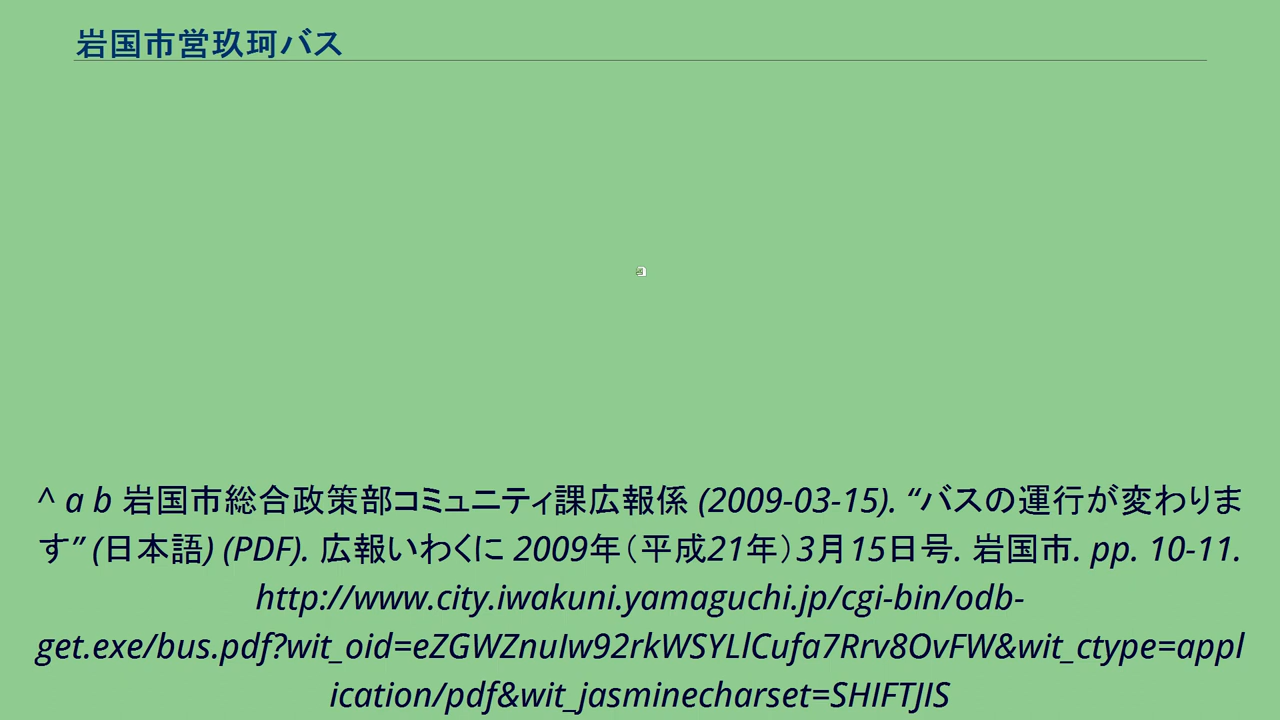 岩国市営玖珂バス
^ a b 岩国市総合政策部コミュニティ課広報係 (2009-03-15). “バスの運行が変わりま
す” (日本語) (PDF). 広報いわくに 2009年（平成21年）3月15日号. 岩国市. pp. 10-11.
http://www.city.iwakuni.yamaguchi.jp/cgi-bin/odb-
get.exe/bus.pdf?wit_oid=eZGWZnuIw92rkWSYLlCufa7Rrv8OvFW&wit_ctype=appl
ication/pdf&wit_jasminecharset=SHIFTJIS